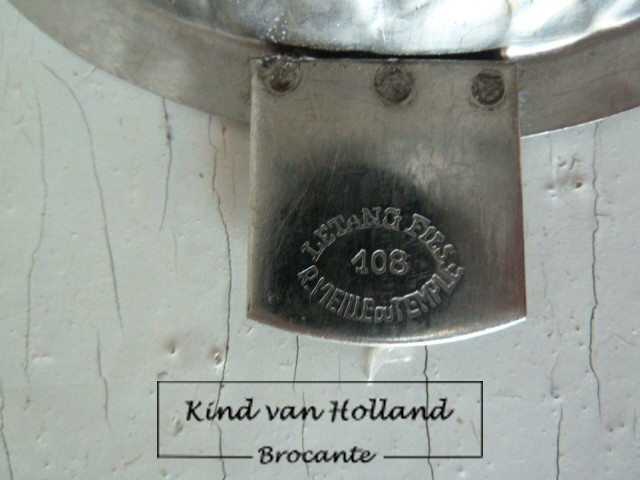 LETANG FILS
108
R. VIEILLE DU TEMPLE
Kind van Holland
Brocante